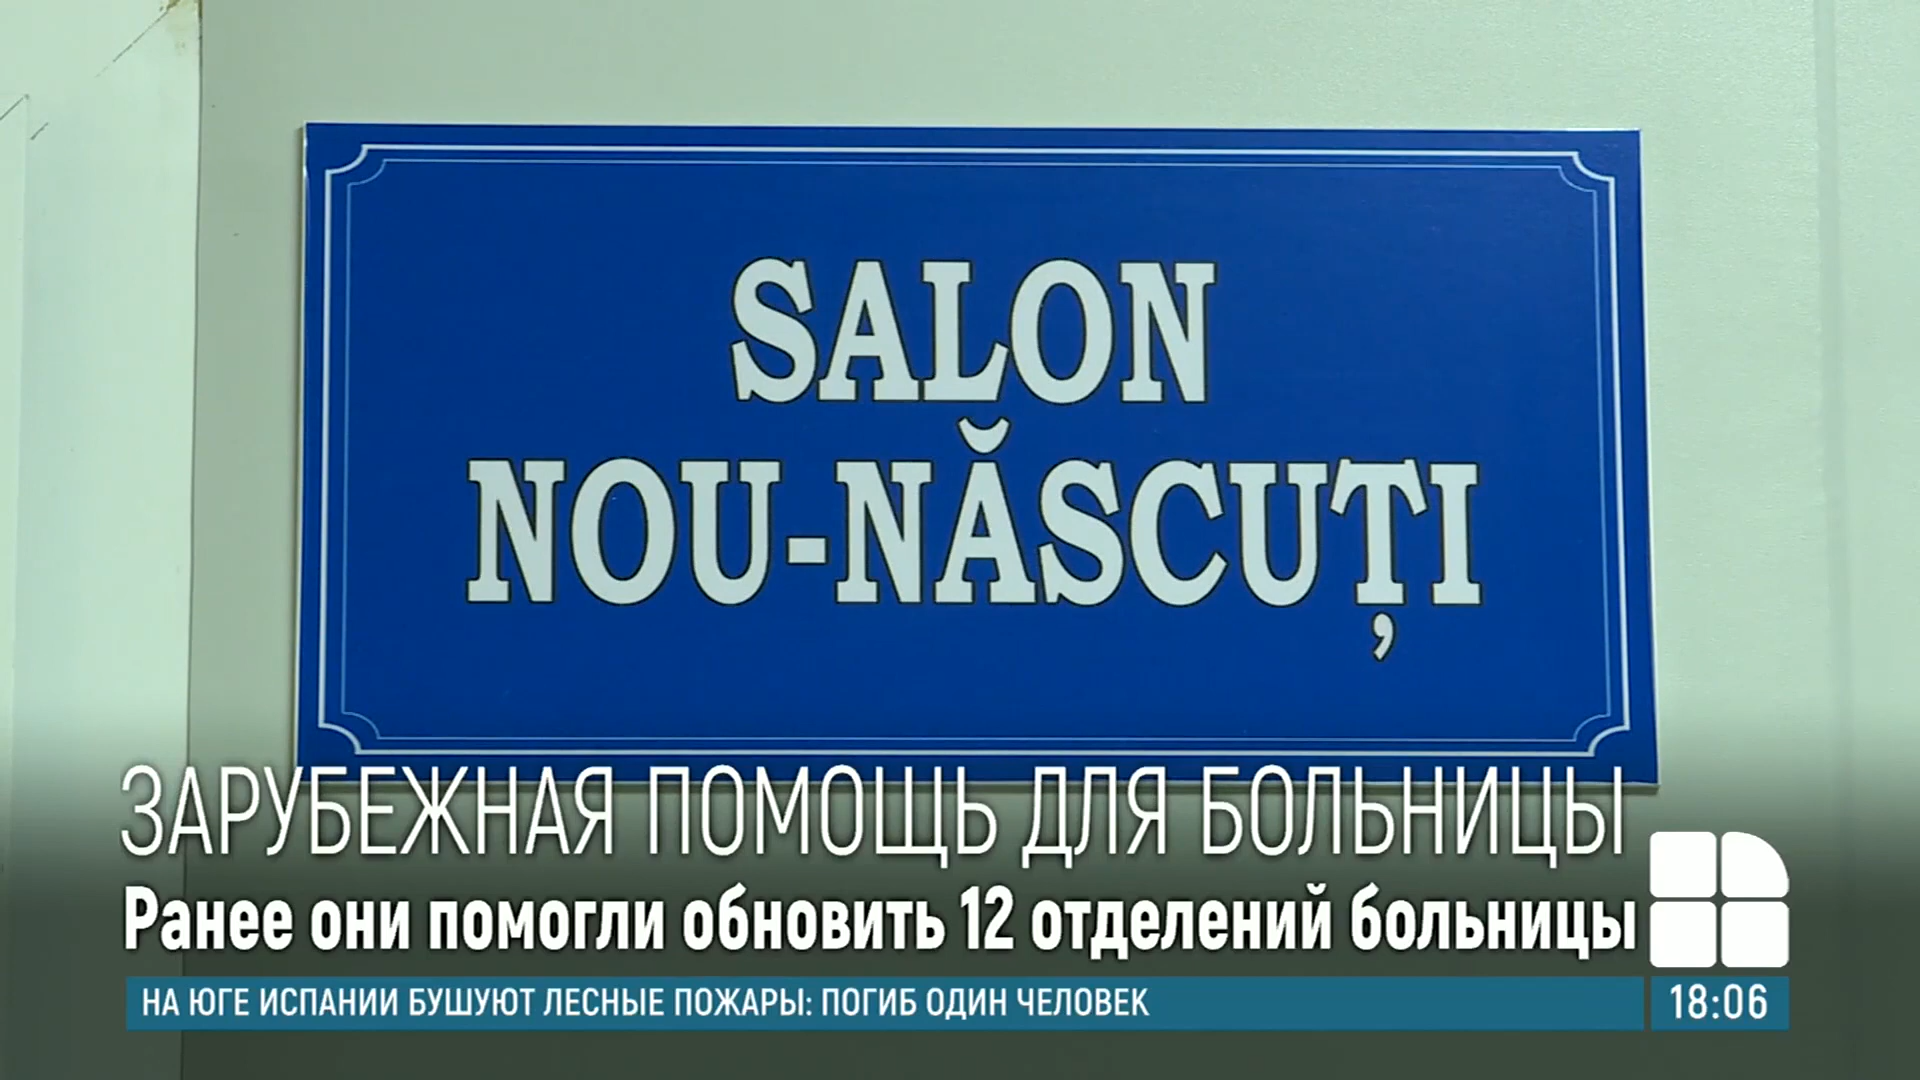 SALON
NOU-NĂSCUȚI
ЗАРУБЕЖНАЯ ПОМОЩЬ ДЛЯ БОЛЬНИЦЫ
Ранее они помогли обновить 12 отделений больницы
НА ЮГЕ ИСПАНИИ БУШУЮТ ЛЕСНЫЕ ПОЖАРЫ: ПОГИБ ОДИН ЧЕЛОВЕК
18:06